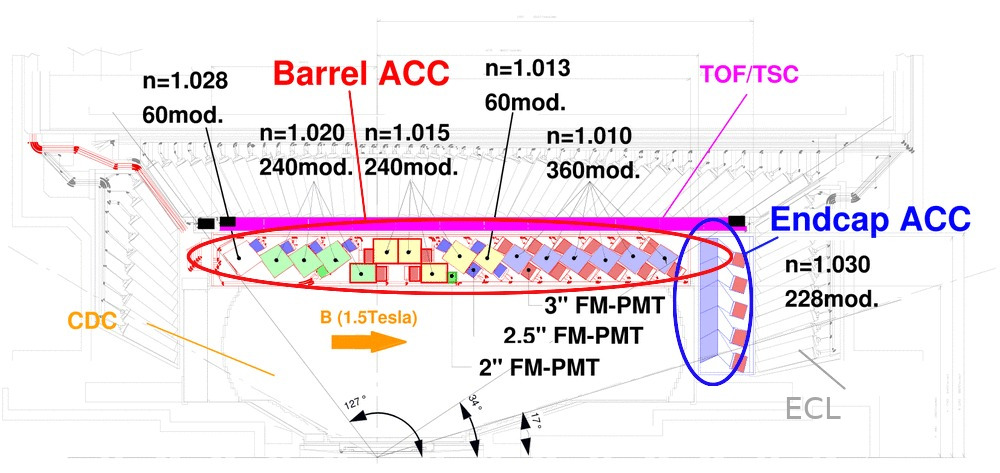 n=1.028
60mod.
Barrel ACC
n=1.013
60mod.
TOF/TSC
n=1.020
240mod.
n=1.015
240mod.
n=1.010
360mod.
Endcap ACC
n=1.030
228mod.
CDC
B (1.5Tesla)
3" FM-PMT
2.5" FM-PMT
2" FM-PMT
ECL
127°
34°
17°